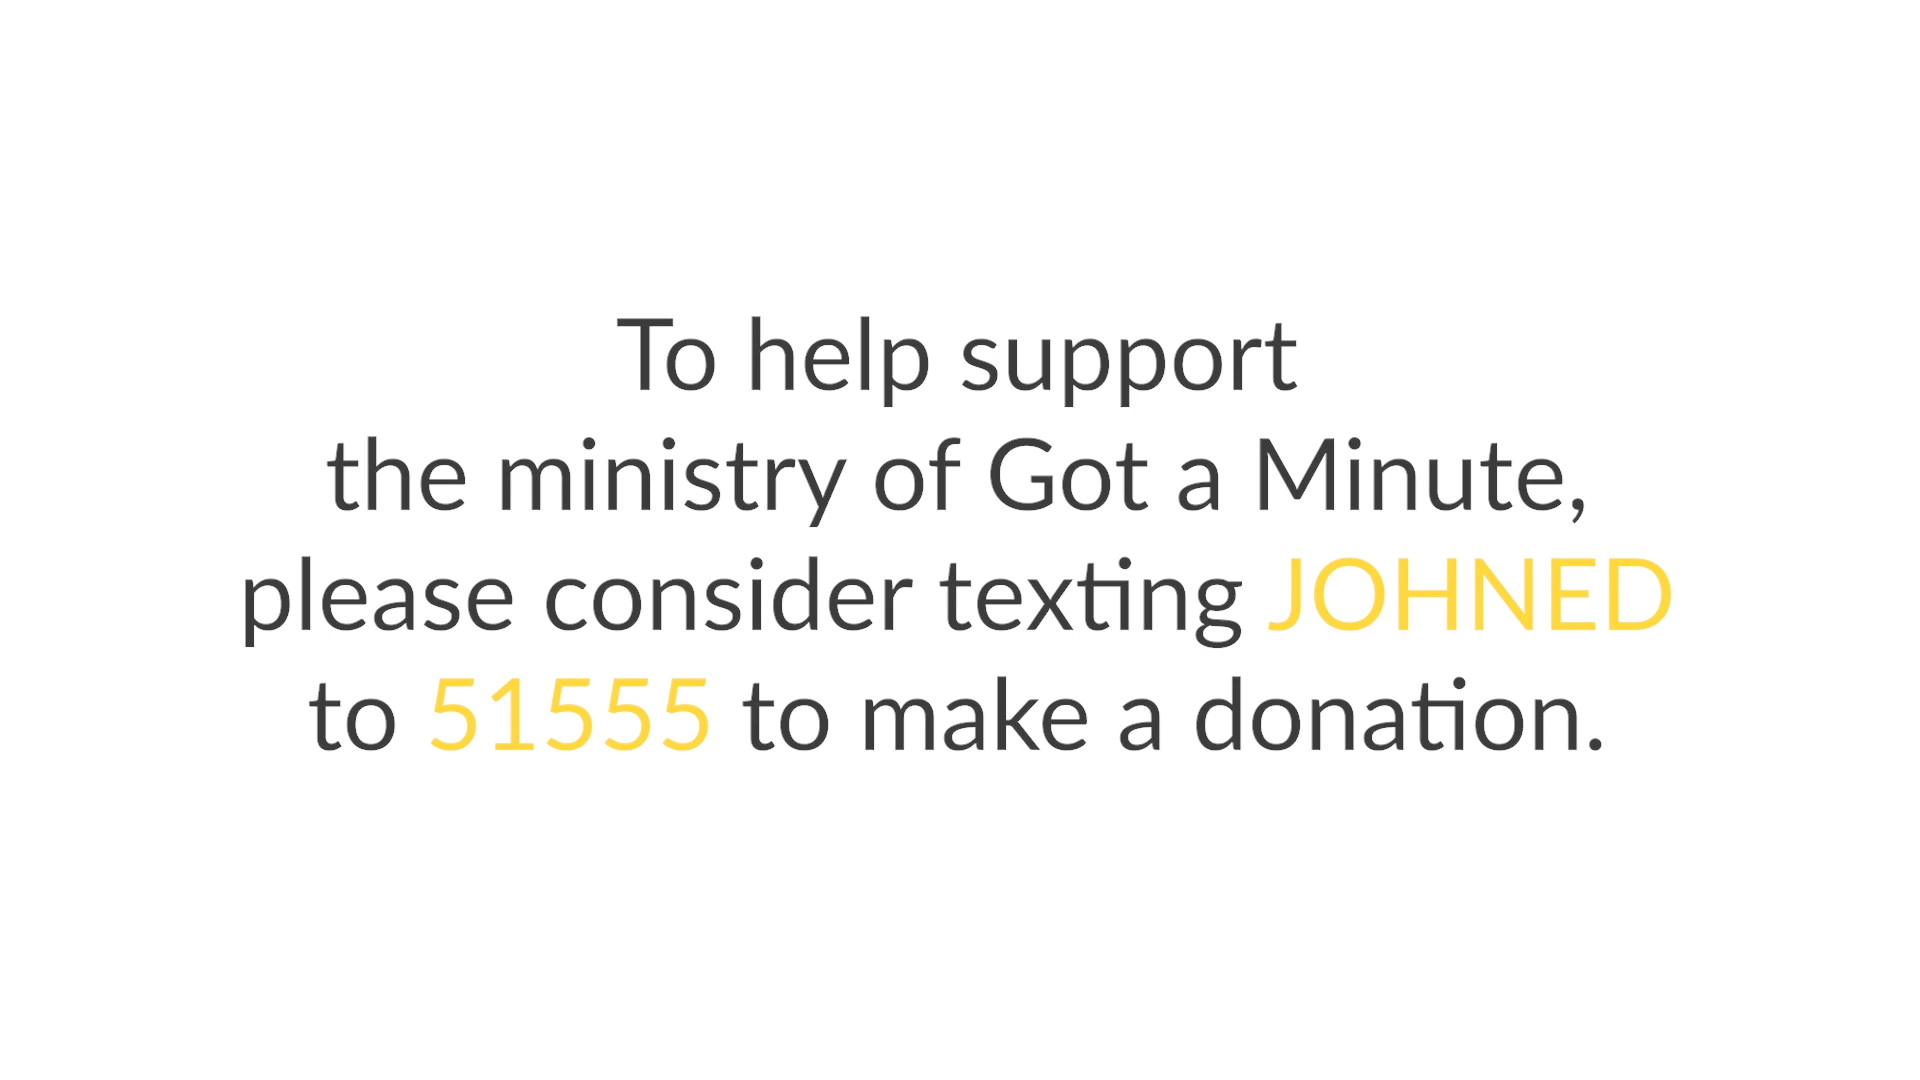 To help support
the ministry of Got a Minute,
please consider texting JOHNED
to 51555 to make a donation.